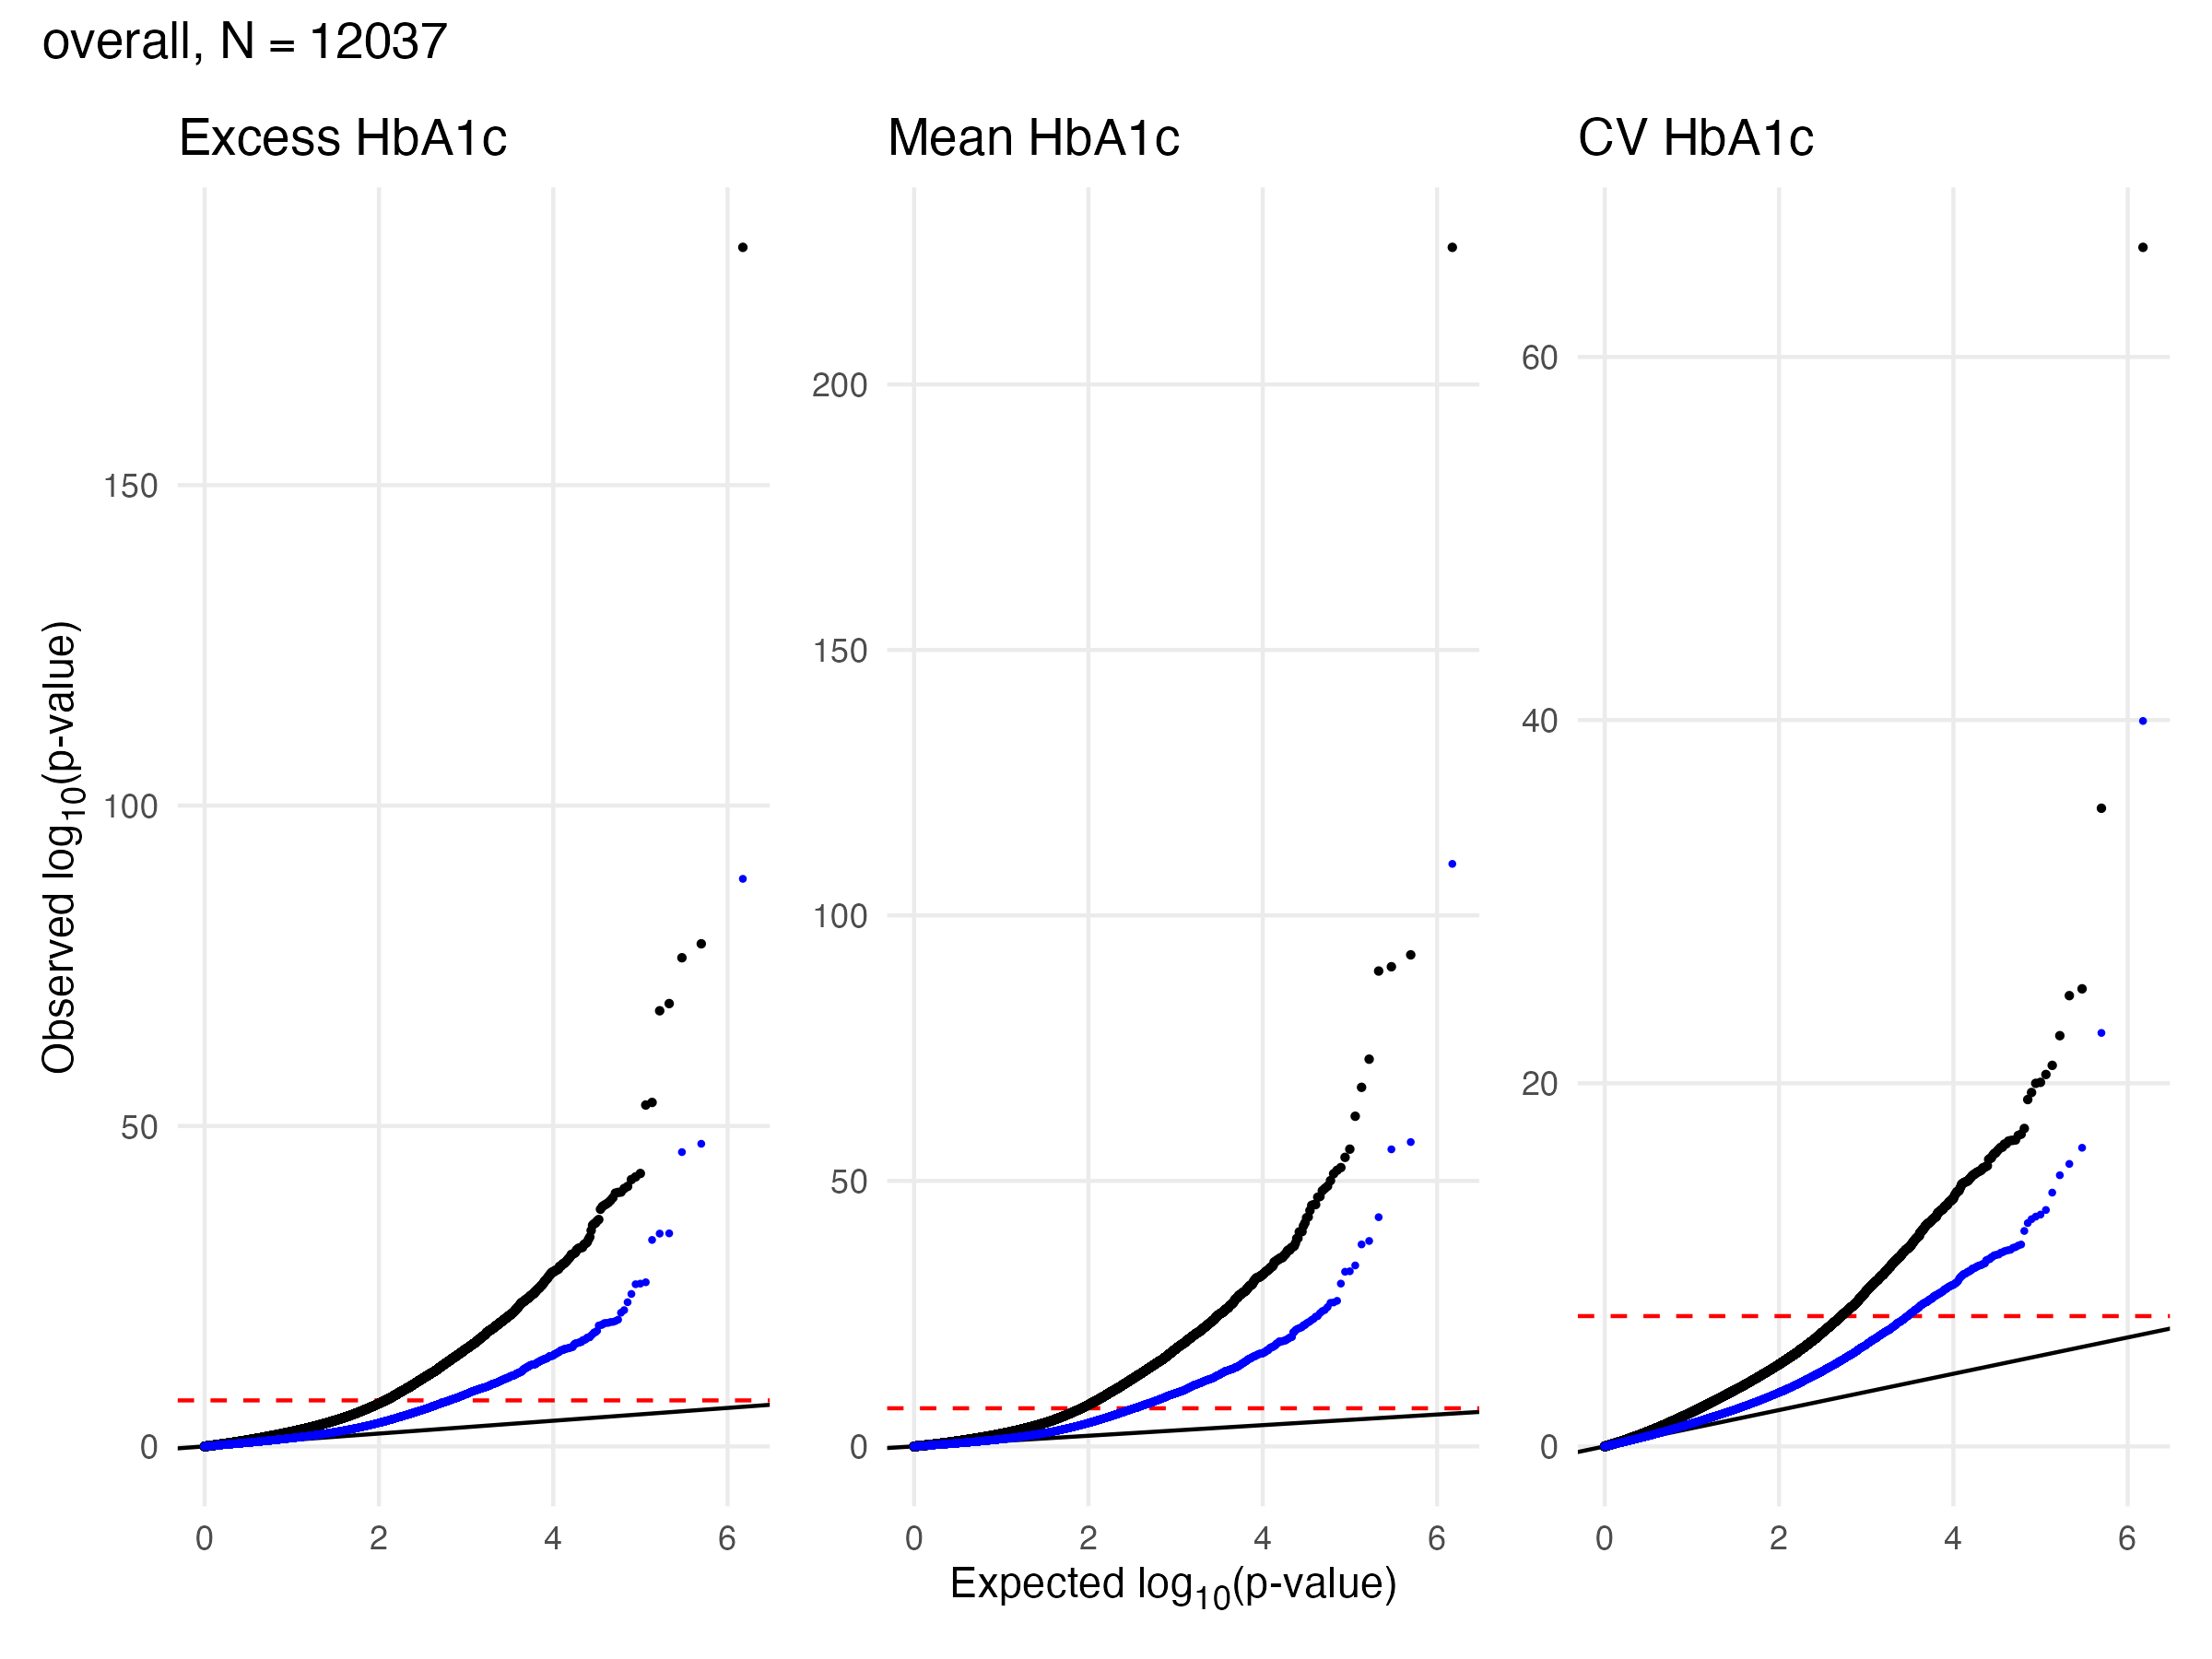 overall, N = 12037
Excess HbA1c
Mean HbA1c
CV HbA1c
Observed log10(p-value)
150
100
50
0
200
150
100
50
0
60
40
20
0
0 2 4 6
0 2 4 6
0 2 4 6
Expected log10(p-value)